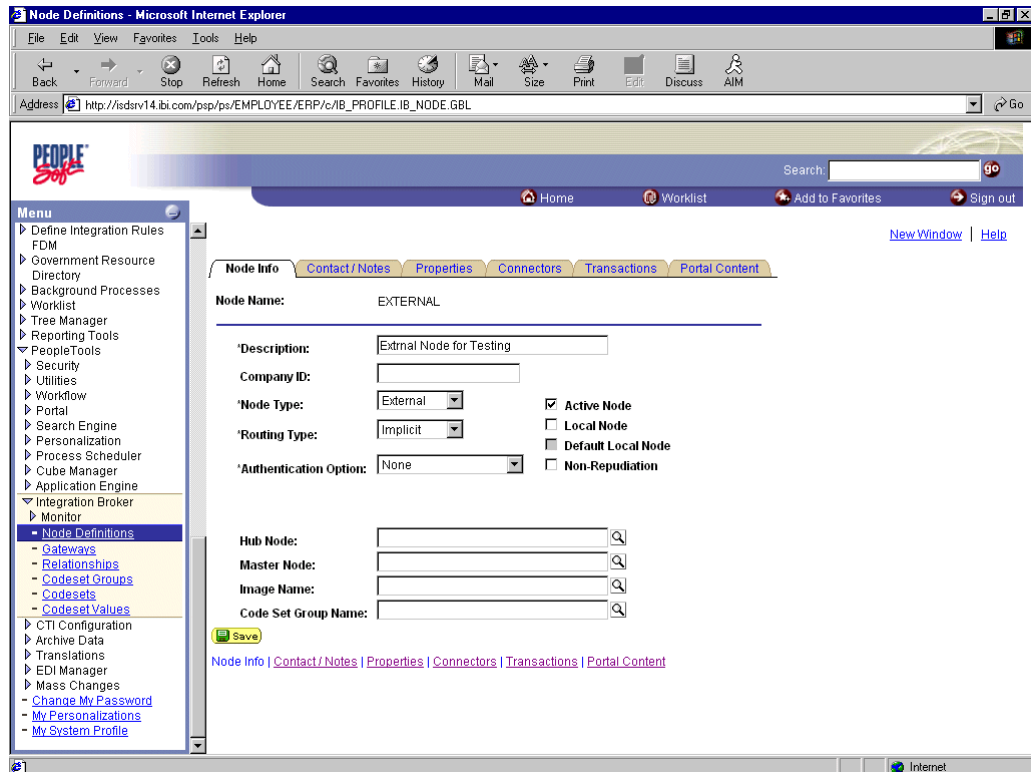 Node Definitions - Microsoft Internet Explorer
File Edit View Favorites Tools Help
Back Forward Stop Refresh Home Search Favorites History Mail Size Print Edit Discuss AIM
Address http://isdsrv14.ibi.com/psp/ps/EMPLOYEE/ERP/c/IB_PROFILE.IB_NODE.GBL Go
PEOPLE Soft
Search: go
Home Worklist Add to Favorites Sign out
New Window | Help
Menu
Define Integration Rules
FDM
Government Resource
Directory
Background Processes
Worklist
Tree Manager
Reporting Tools
PeopleTools
Security
Utilities
Workflow
Portal
Search Engine
Personalization
Process Scheduler
Cube Manager
Application Engine
Integration Broker
Monitor
- Node Definitions
- Gateways
- Relationships
- Codeset Groups
- Codesets
- Codeset Values
CTI Configuration
Archive Data
Translations
EDI Manager
Mass Changes
- Change My Password
- My Personalizations
- My System Profile
Node Info Contact / Notes Properties Connectors Transactions Portal Content
Node Name: EXTERNAL
*Description: Extrnal Node for Testing
Company ID:
*Node Type: External
*Routing Type: Implicit
*Authentication Option: None
Active Node
Local Node
Default Local Node
Non-Repudiation
Hub Node:
Master Node:
Image Name:
Code Set Group Name:
Save
Node Info | Contact / Notes | Properties | Connectors | Transactions | Portal Content
Internet